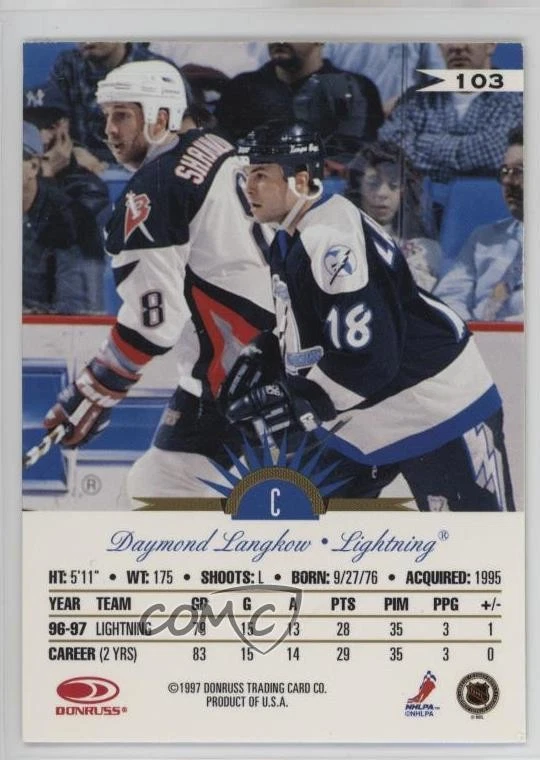 103
8
18
C
Daymond Langkow • Lightning®
HT: 5'11" • WT: 175 • SHOOTS: L • BORN: 9/27/76 • ACQUIRED: 1995
YEAR TEAM GP G A PTS PIM PPG +/-
96-97 LIGHTNING 79 15 13 28 35 3 1
CAREER (2 YRS) 83 15 14 29 35 3 0
COMC
DONRUSS®
©1997 DONRUSS TRADING CARD CO.
PRODUCT OF U.S.A.
NHLPA
©NHLPA